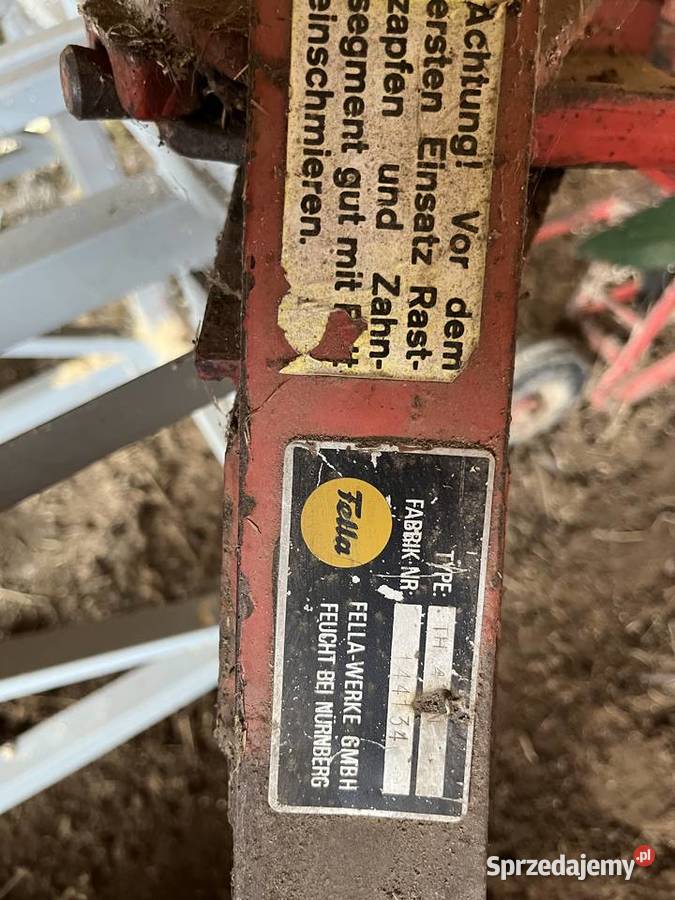 Achtung! Vor dem
ersten Einsatz Rast-
zapfen und Zahn-
segment gut mit
einschmieren.
Fella
TYPE: TH
FABRIK-NR:
FELLA-WERKE GMBH
FEUCHT BEI NÜRNBERG
Sprzedajemy.pl